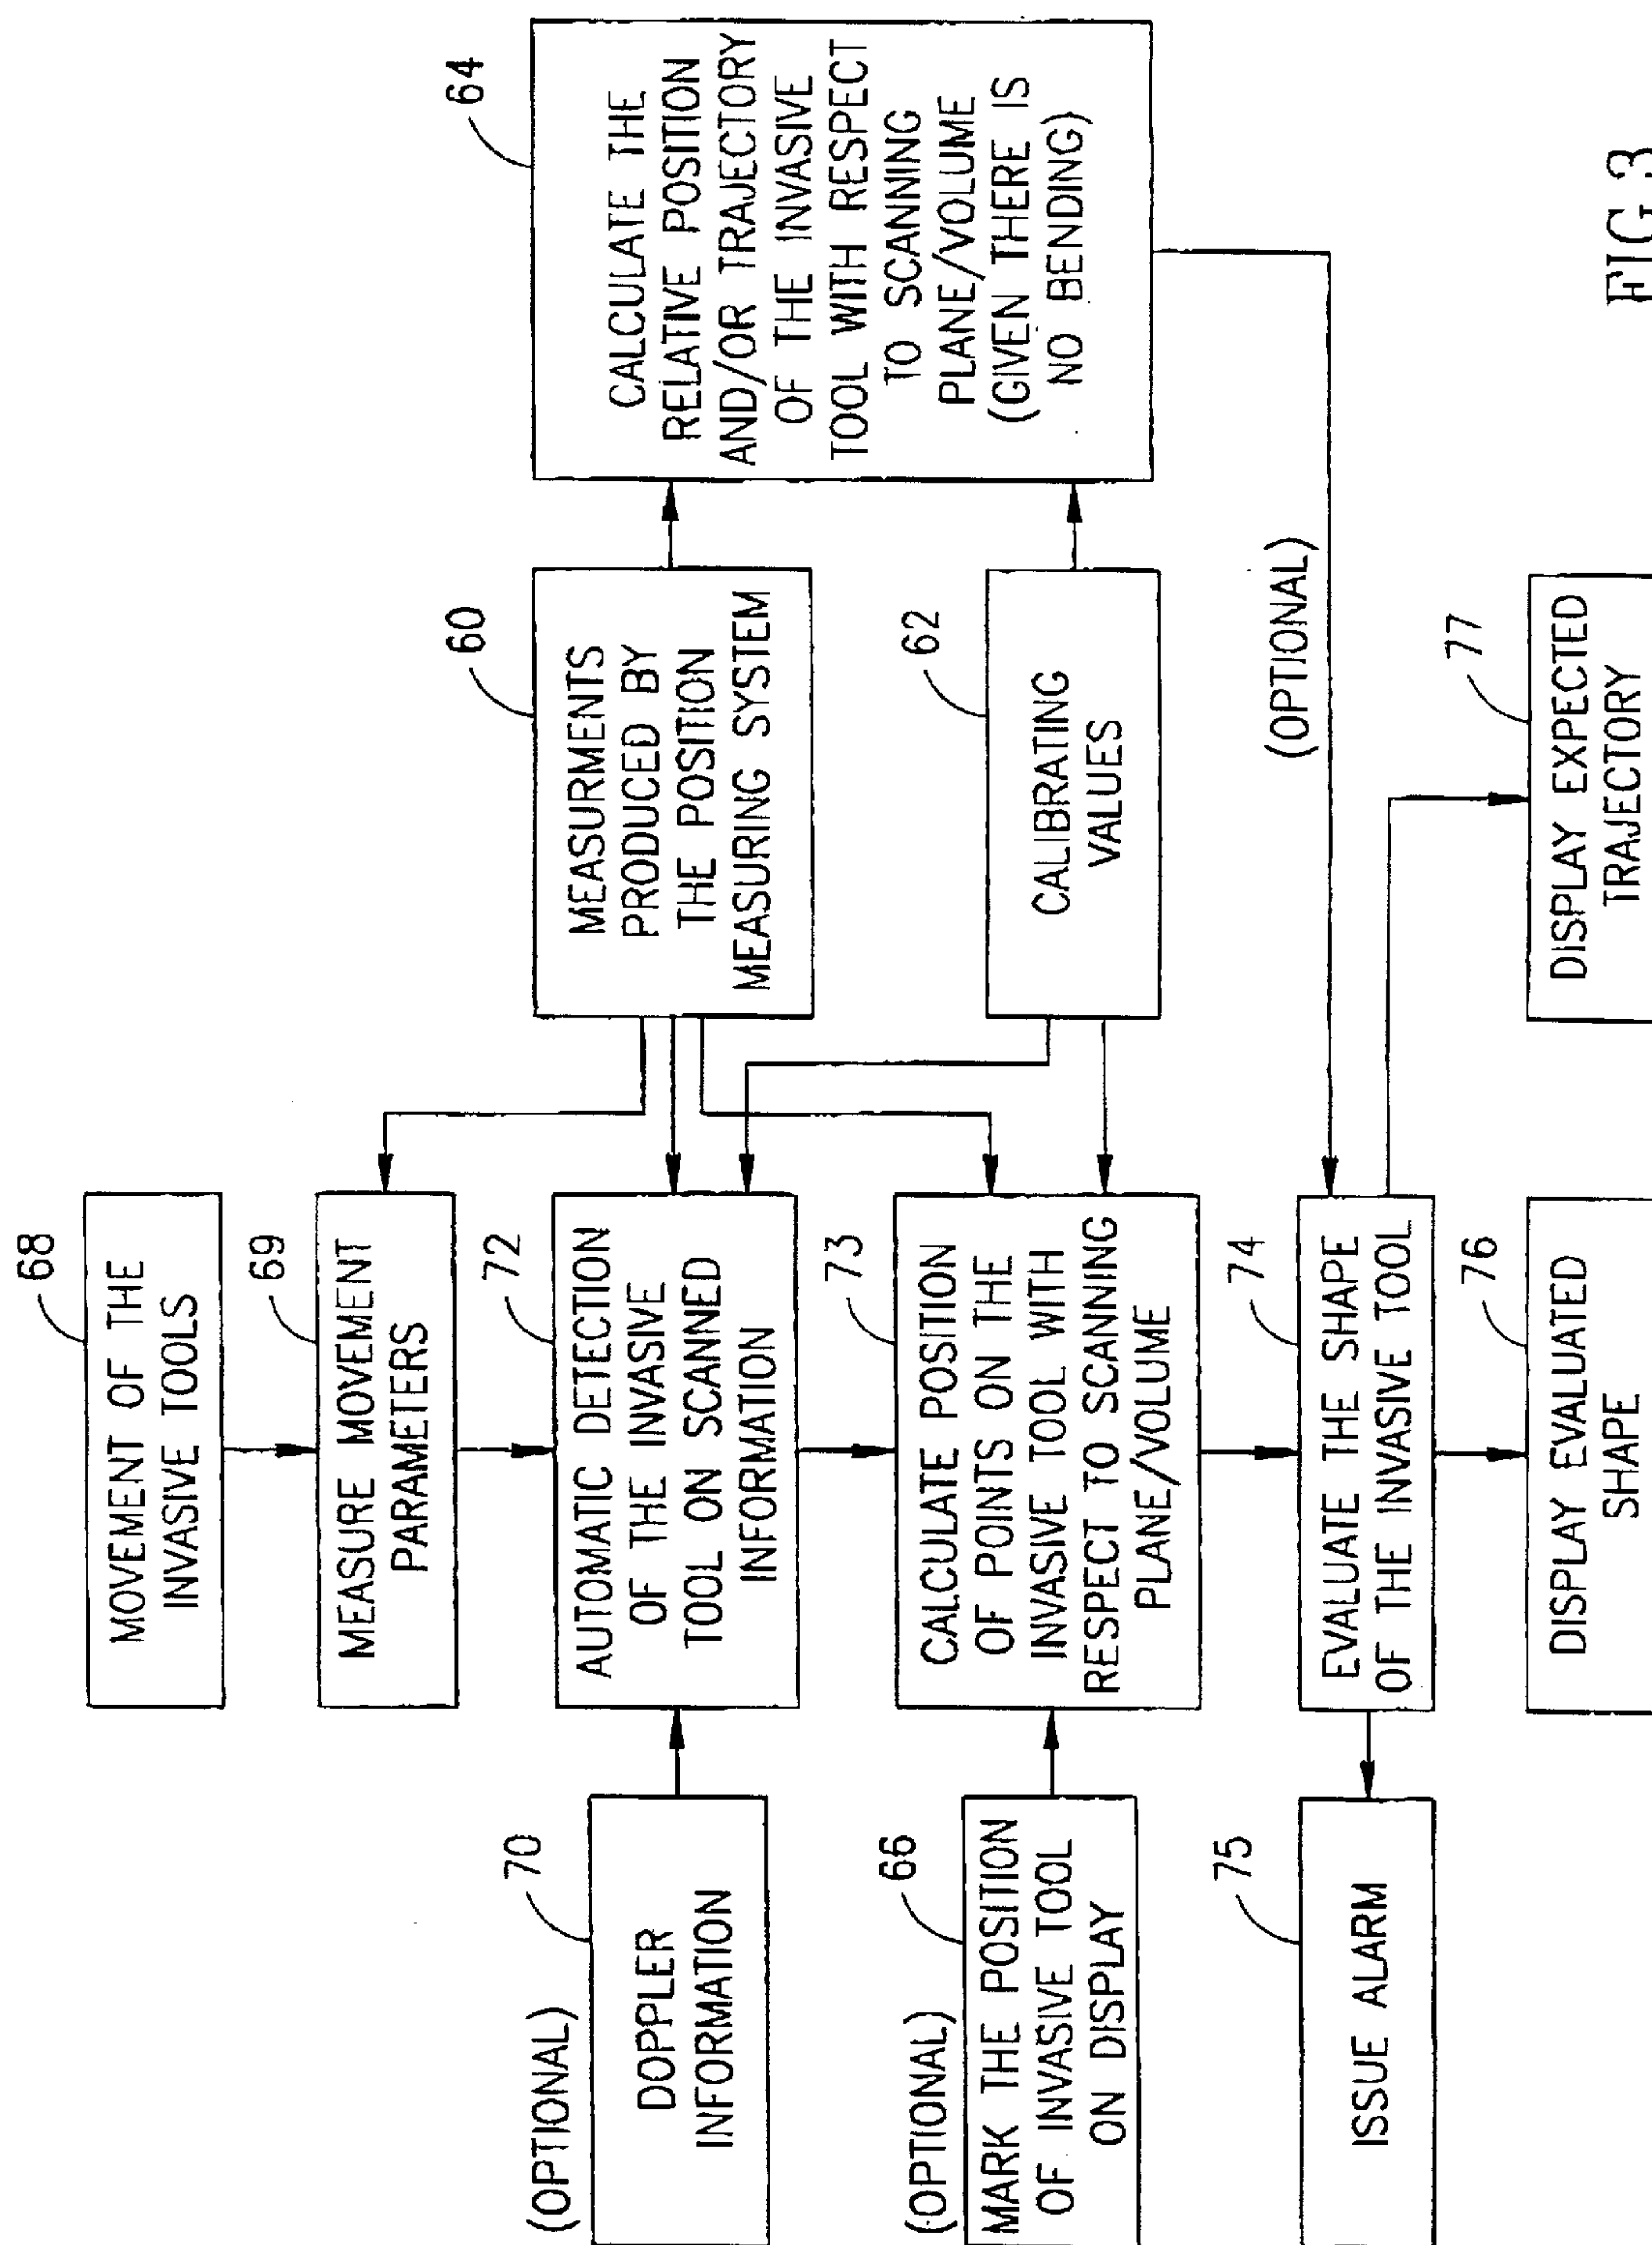 68
MOVEMENT OF THE
INVASIVE TOOLS
69
MEASURE MOVEMENT
PARAMETERS
(OPTIONAL)
70
DOPPLER
INFORMATION
72
AUTOMATIC DETECTION
OF THE INVASIVE
TOOL ON SCANNED
INFORMATION
60
MEASURMENTS
PRODUCED BY
THE POSITION
MEASURING SYSTEM
64
CALCULATE THE
RELATIVE POSITION
AND/OR TRAJECTORY
OF THE INVASIVE
TOOL WITH RESPECT
TO SCANNING
PLANE/VOLUME
(GIVEN THERE IS
NO BENDING)
(OPTIONAL)
66
MARK THE POSITION
OF INVASIVE TOOL
ON DISPLAY
73
CALCULATE POSITION
OF POINTS ON THE
INVASIVE TOOL WITH
RESPECT TO SCANNING
PLANE/VOLUME
62
CALIBRATING
VALUES
(OPTIONAL)
75
ISSUE ALARM
74
EVALUATE THE SHAPE
OF THE INVASIVE TOOL
76
DISPLAY EVALUATED
SHAPE
77
DISPLAY EXPECTED
TRAJECTORY
FIG.3